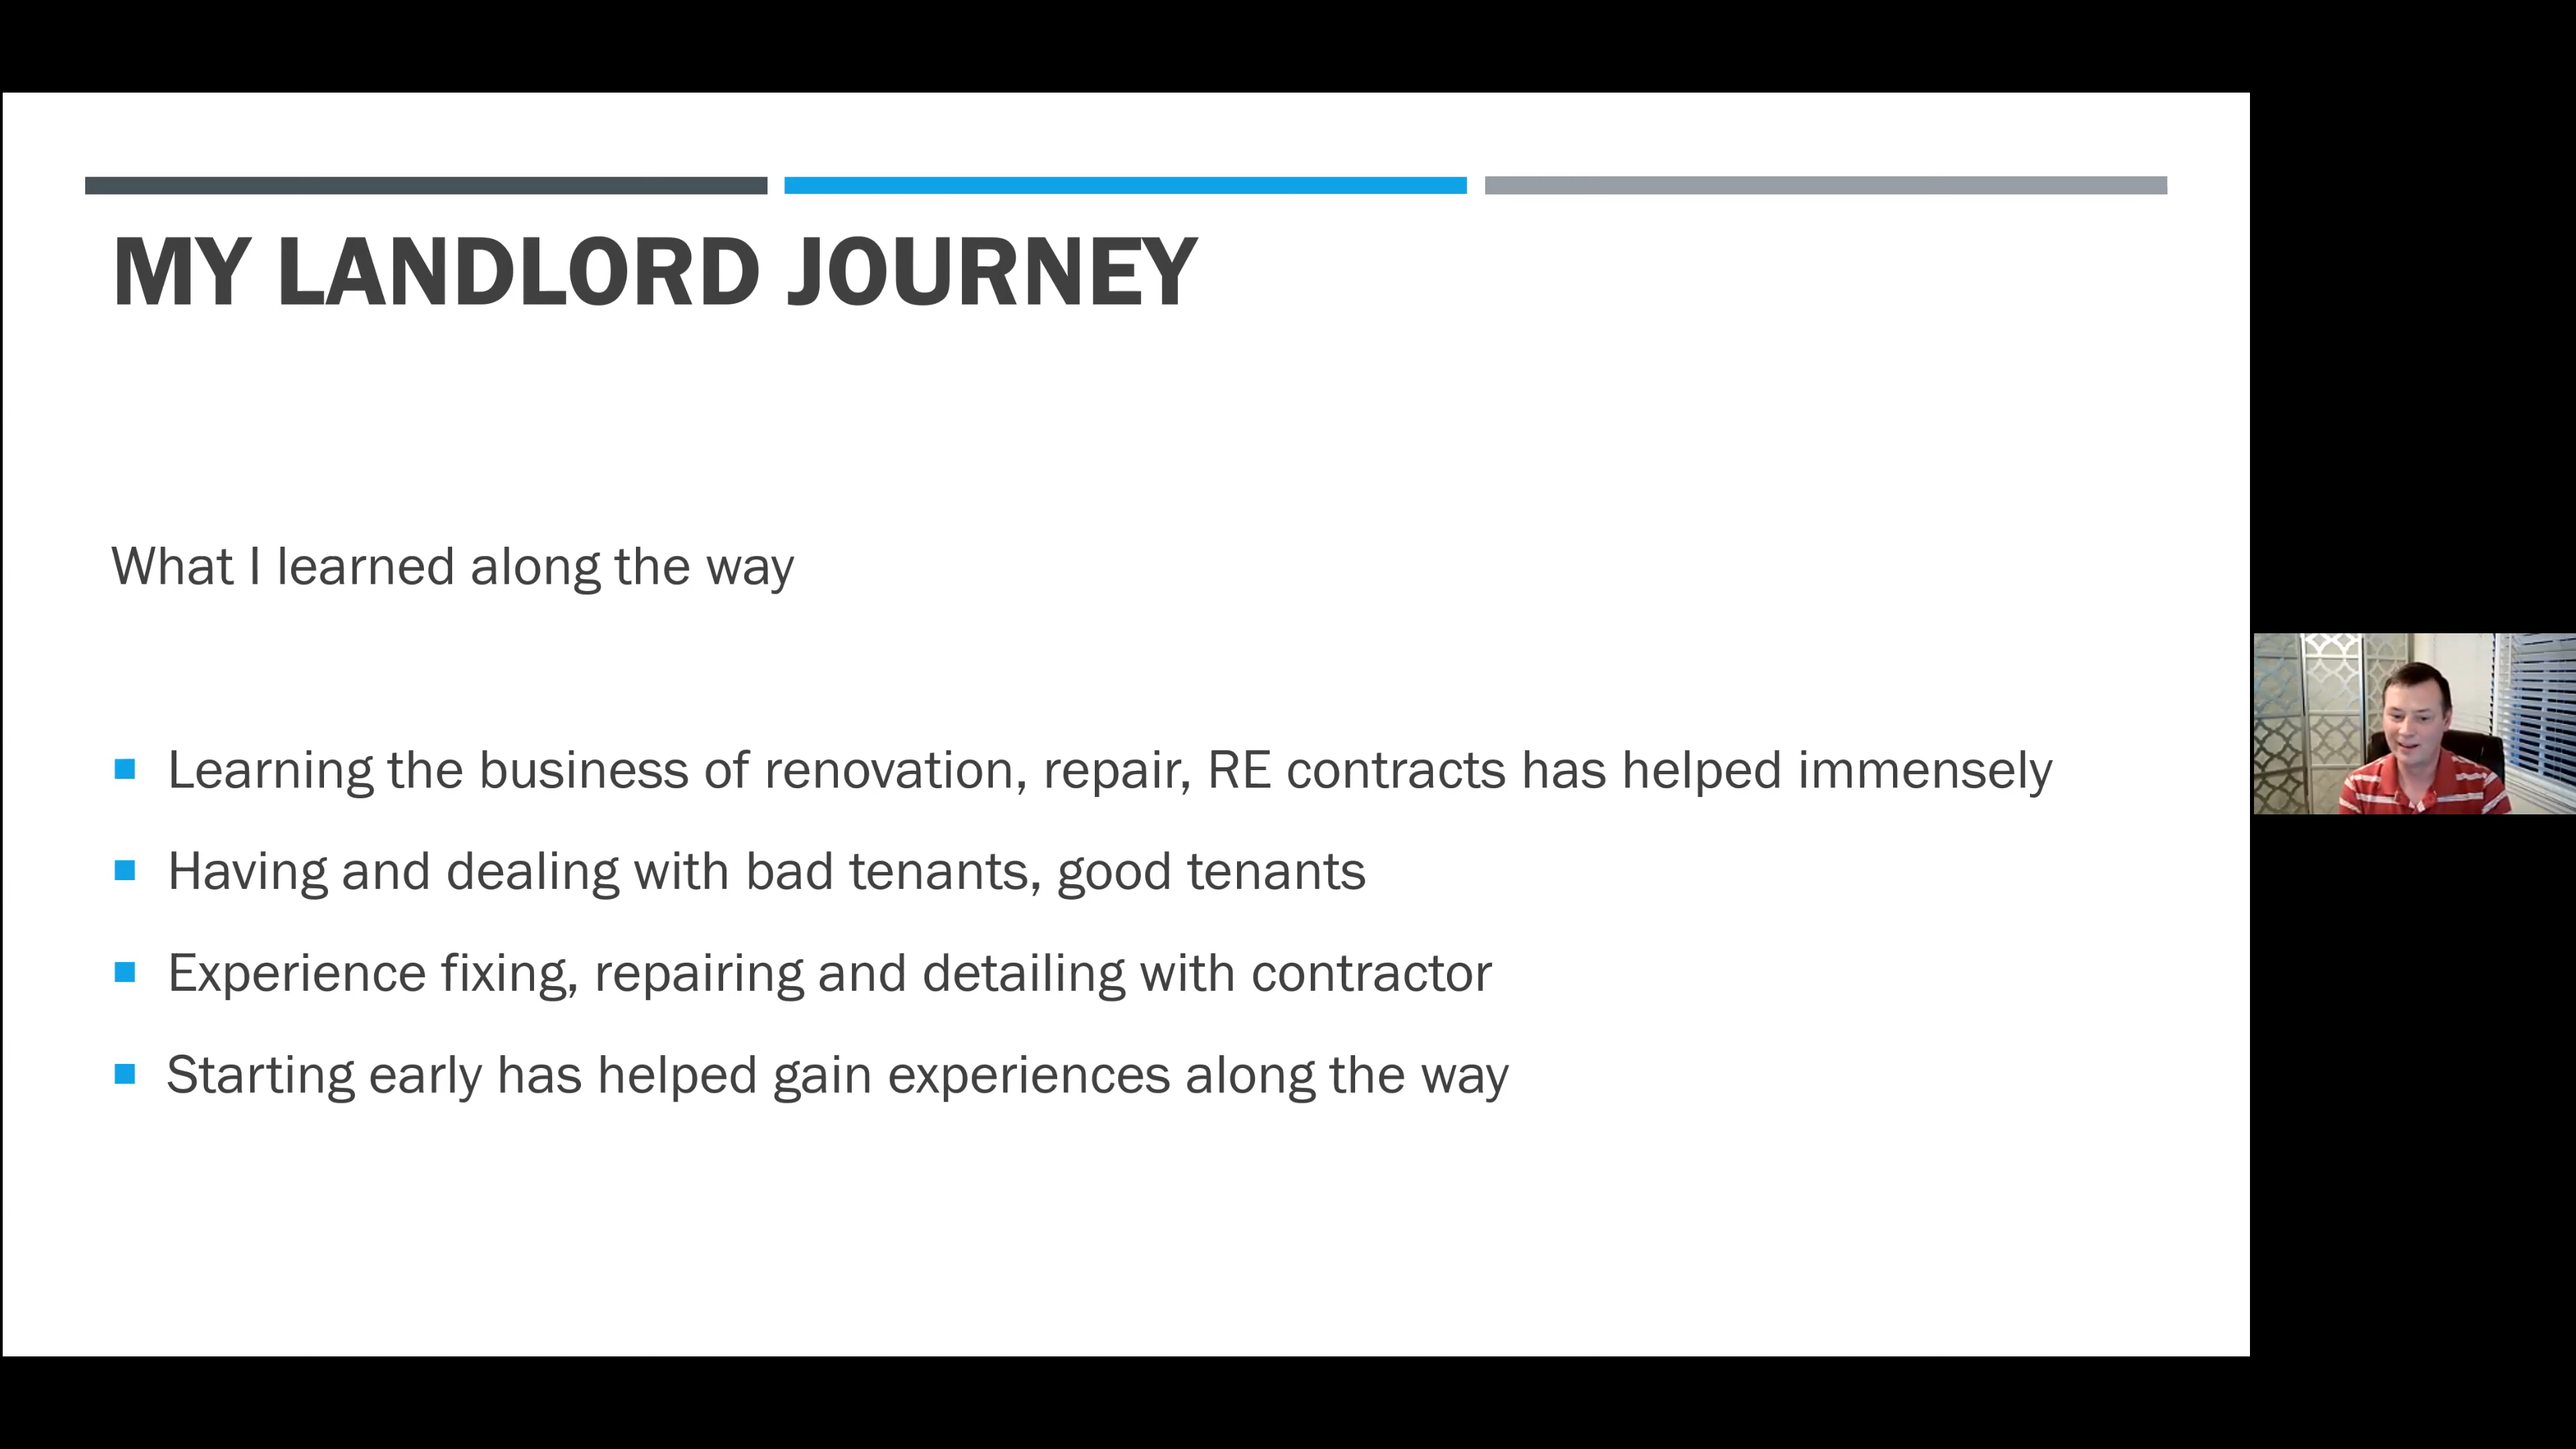 MY LANDLORD JOURNEY
What I learned along the way
Learning the business of renovation, repair, RE contracts has helped immensely
Having and dealing with bad tenants, good tenants
Experience fixing, repairing and detailing with contractor
Starting early has helped gain experiences along the way